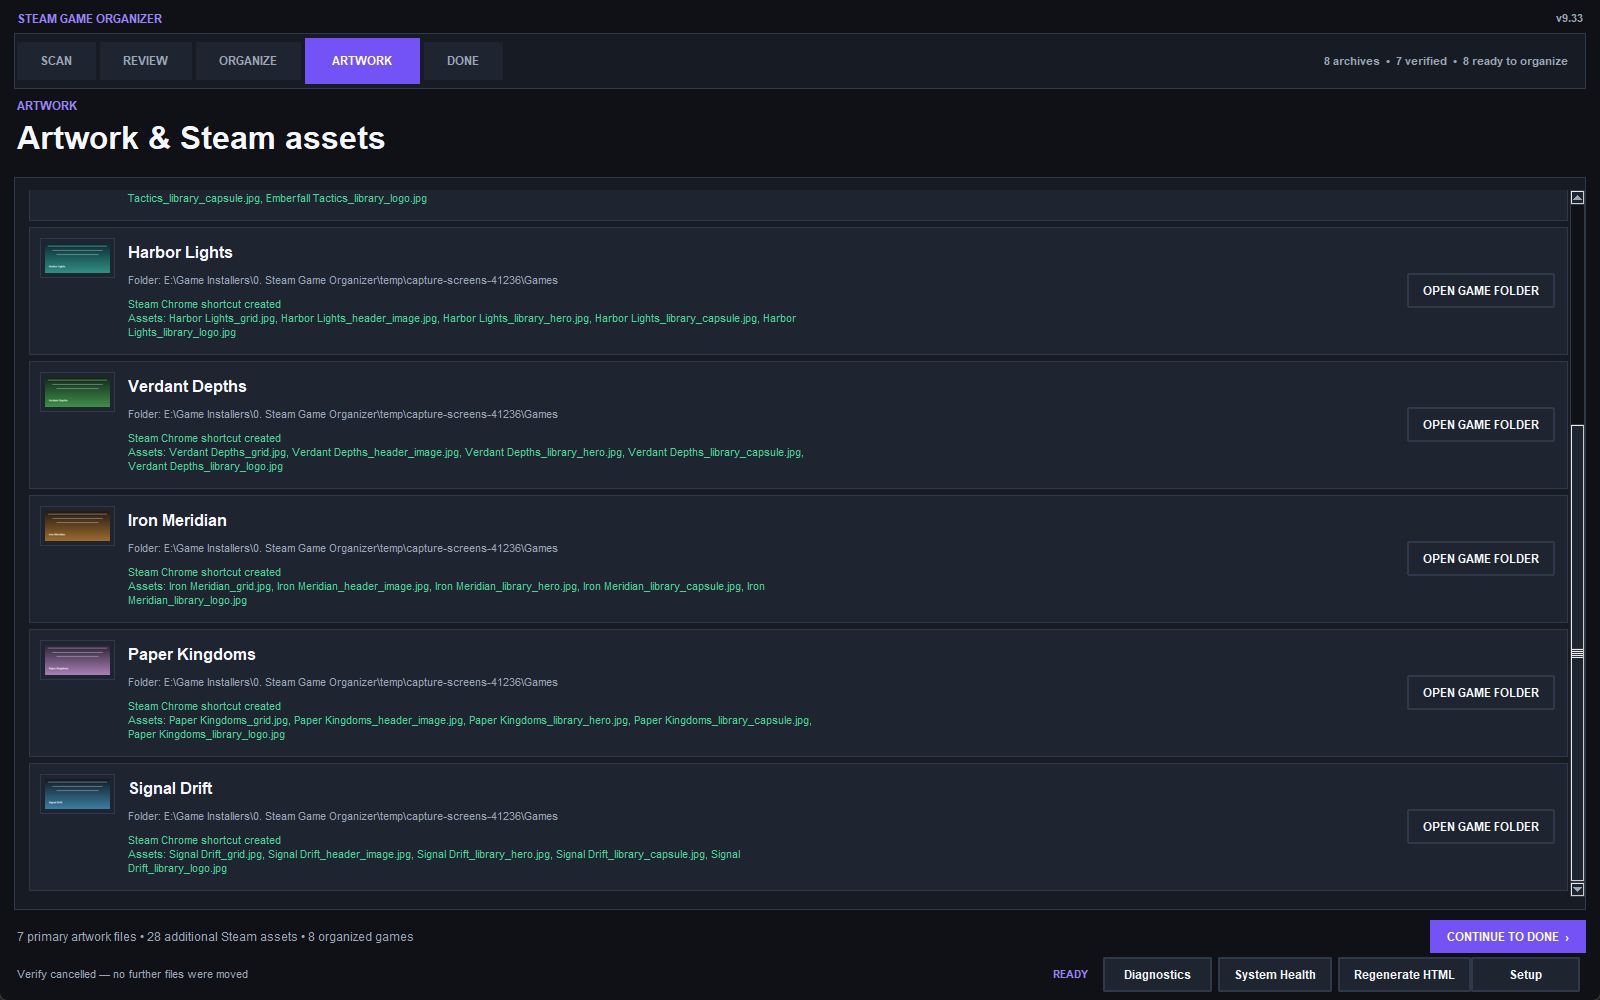 STEAM GAME ORGANIZER
v9.33
SCAN
REVIEW
ORGANIZE
ARTWORK
DONE
8 archives • 7 verified • 8 ready to organize
ARTWORK
Artwork & Steam assets
Tactics_library_capsule.jpg, Emberfall Tactics_library_logo.jpg
Harbor Lights
Harbor Lights
Folder: E:\Game Installers\0. Steam Game Organizer\temp\capture-screens-41236\Games
OPEN GAME FOLDER
Steam Chrome shortcut created
Assets: Harbor Lights_grid.jpg, Harbor Lights_header_image.jpg, Harbor Lights_library_hero.jpg, Harbor Lights_library_capsule.jpg, Harbor
Lights_library_logo.jpg
Verdant Depths
Verdant Depths
Folder: E:\Game Installers\0. Steam Game Organizer\temp\capture-screens-41236\Games
OPEN GAME FOLDER
Steam Chrome shortcut created
Assets: Verdant Depths_grid.jpg, Verdant Depths_header_image.jpg, Verdant Depths_library_hero.jpg, Verdant Depths_library_capsule.jpg,
Verdant Depths_library_logo.jpg
Iron Meridian
Iron Meridian
Folder: E:\Game Installers\0. Steam Game Organizer\temp\capture-screens-41236\Games
OPEN GAME FOLDER
Steam Chrome shortcut created
Assets: Iron Meridian_grid.jpg, Iron Meridian_header_image.jpg, Iron Meridian_library_hero.jpg, Iron Meridian_library_capsule.jpg, Iron
Meridian_library_logo.jpg
Paper Kingdoms
Paper Kingdoms
Folder: E:\Game Installers\0. Steam Game Organizer\temp\capture-screens-41236\Games
OPEN GAME FOLDER
Steam Chrome shortcut created
Assets: Paper Kingdoms_grid.jpg, Paper Kingdoms_header_image.jpg, Paper Kingdoms_library_hero.jpg, Paper Kingdoms_library_capsule.jpg,
Paper Kingdoms_library_logo.jpg
Signal Drift
Signal Drift
Folder: E:\Game Installers\0. Steam Game Organizer\temp\capture-screens-41236\Games
OPEN GAME FOLDER
Steam Chrome shortcut created
Assets: Signal Drift_grid.jpg, Signal Drift_header_image.jpg, Signal Drift_library_hero.jpg, Signal Drift_library_capsule.jpg, Signal
Drift_library_logo.jpg
7 primary artwork files • 28 additional Steam assets • 8 organized games
CONTINUE TO DONE ›
Verify cancelled — no further files were moved
READY
Diagnostics
System Health
Regenerate HTML
Setup